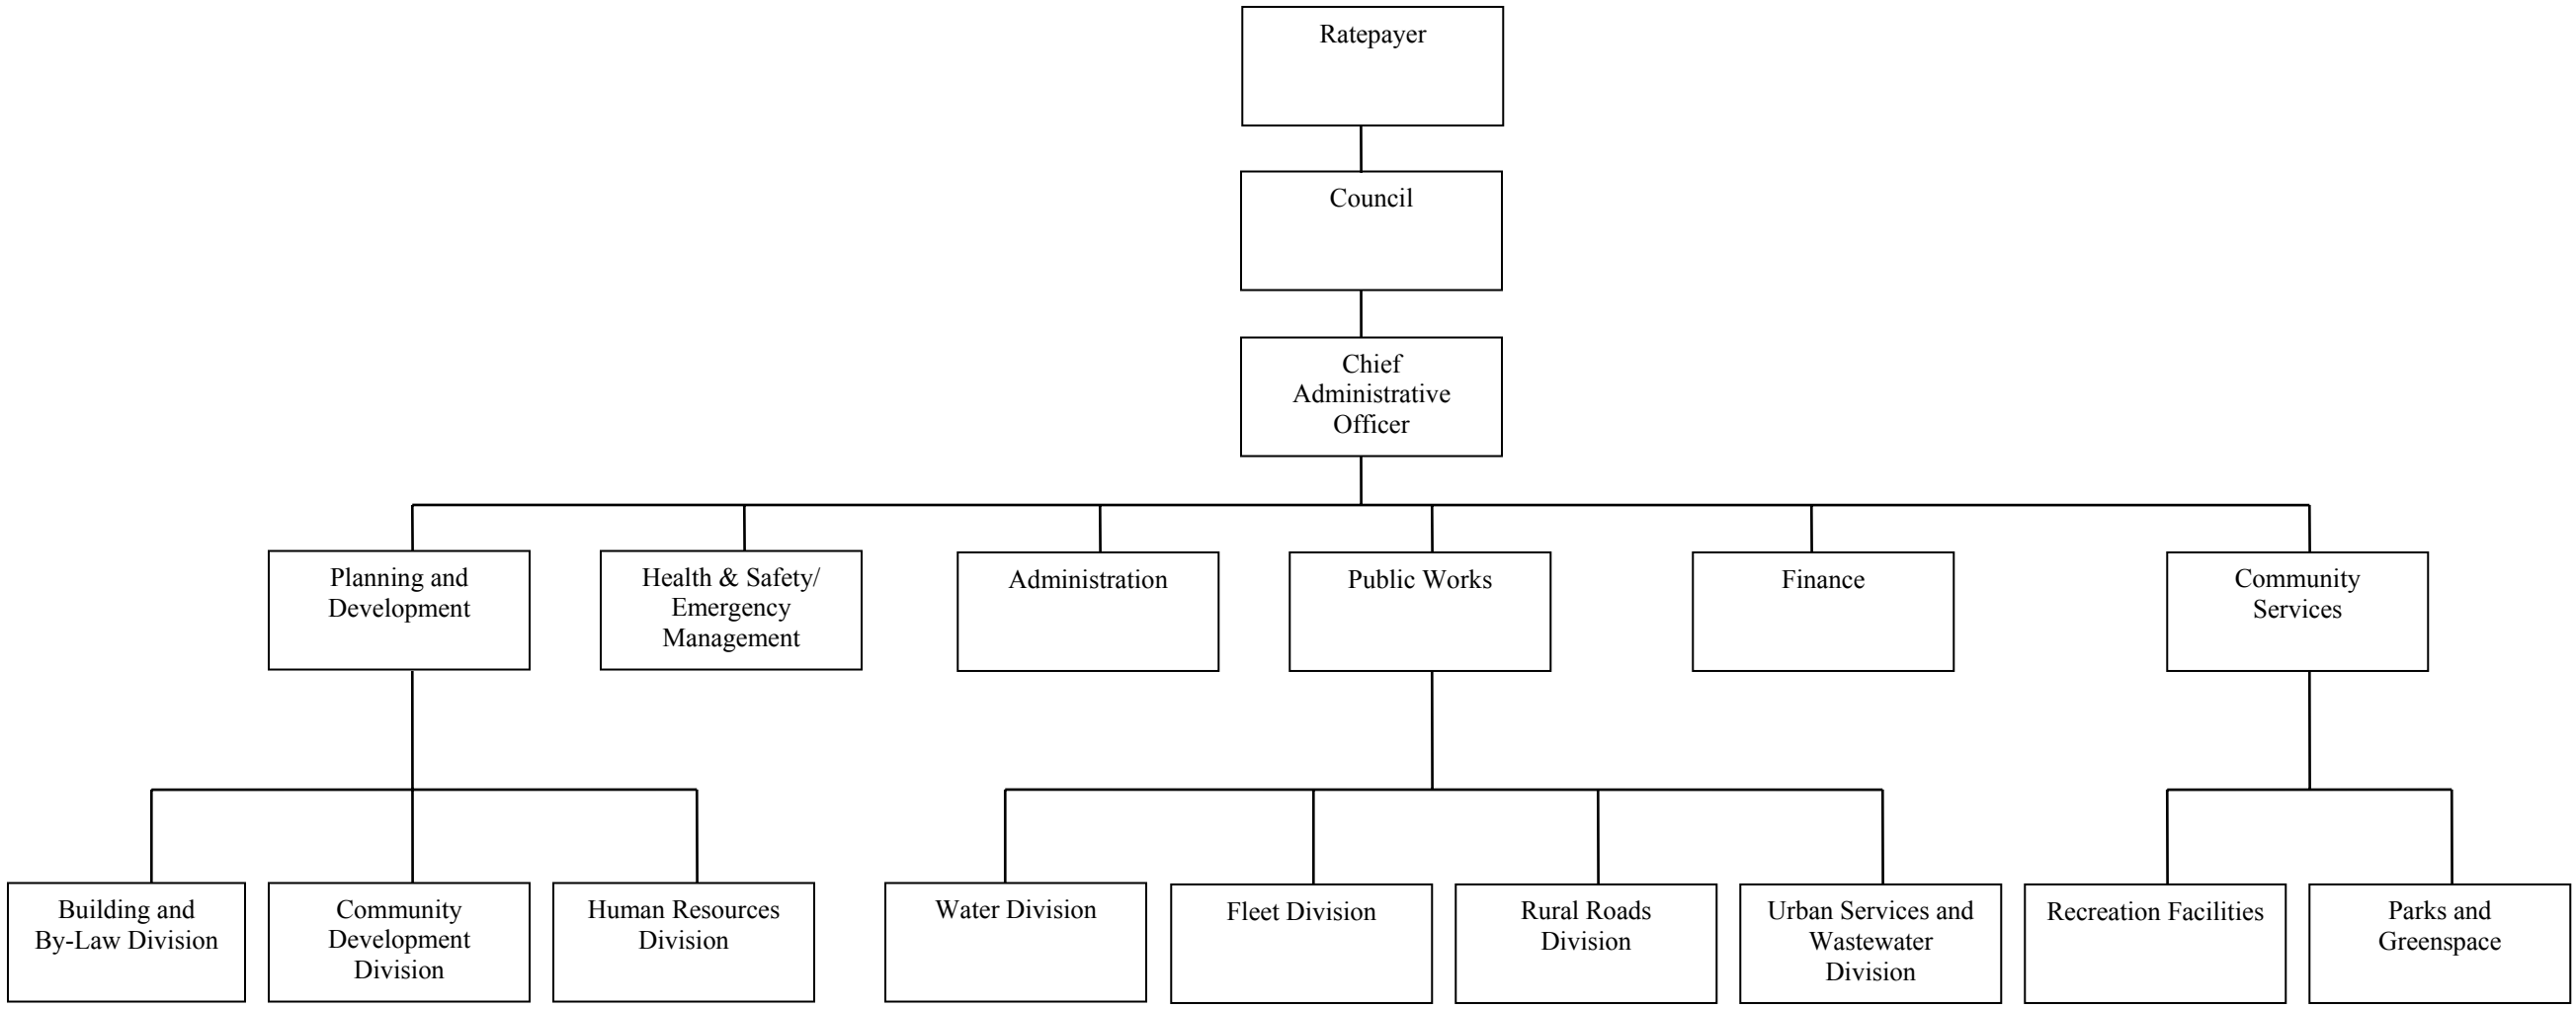 Ratepayer
Council
Chief
Administrative
Officer
Planning and
Development
Health & Safety/
Emergency
Management
Administration
Public Works
Finance
Community
Services
Building and
By-Law Division
Community
Development
Division
Human Resources
Division
Water Division
Fleet Division
Rural Roads
Division
Urban Services and
Wastewater
Division
Recreation Facilities
Parks and
Greenspace